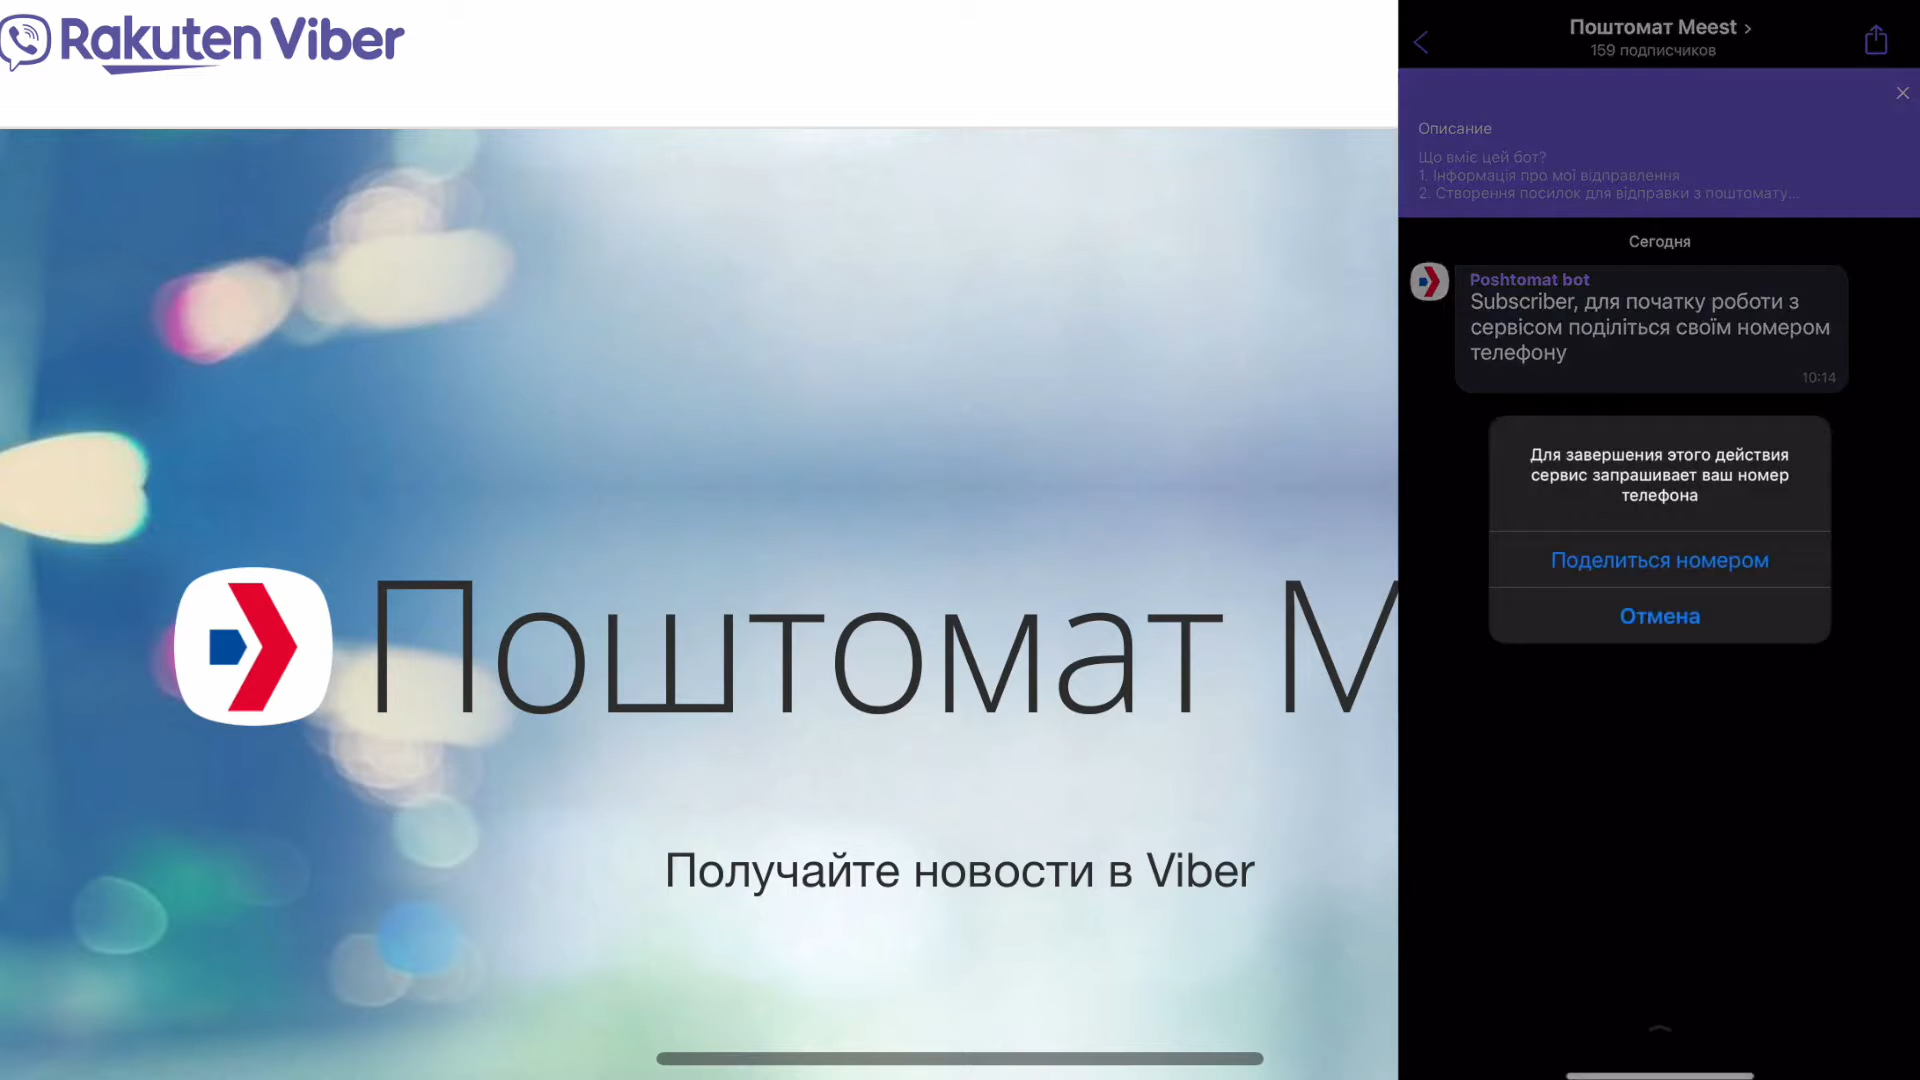 Rakuten Viber
Поштомат М
Получайте новости в Viber
Поштомат Meest
159 подписчиков
Описание
Що вміє цей бот?
1. Інформація про мої відправлення
2. Створення посилок для відправки з поштомату...
Сегодня
Poshtomat bot
Subscriber, для початку роботи з
сервісом поділіться своїм номером
телефону
10:14
Для завершения этого действия
сервис запрашивает ваш номер
телефона
Поделиться номером
Отмена